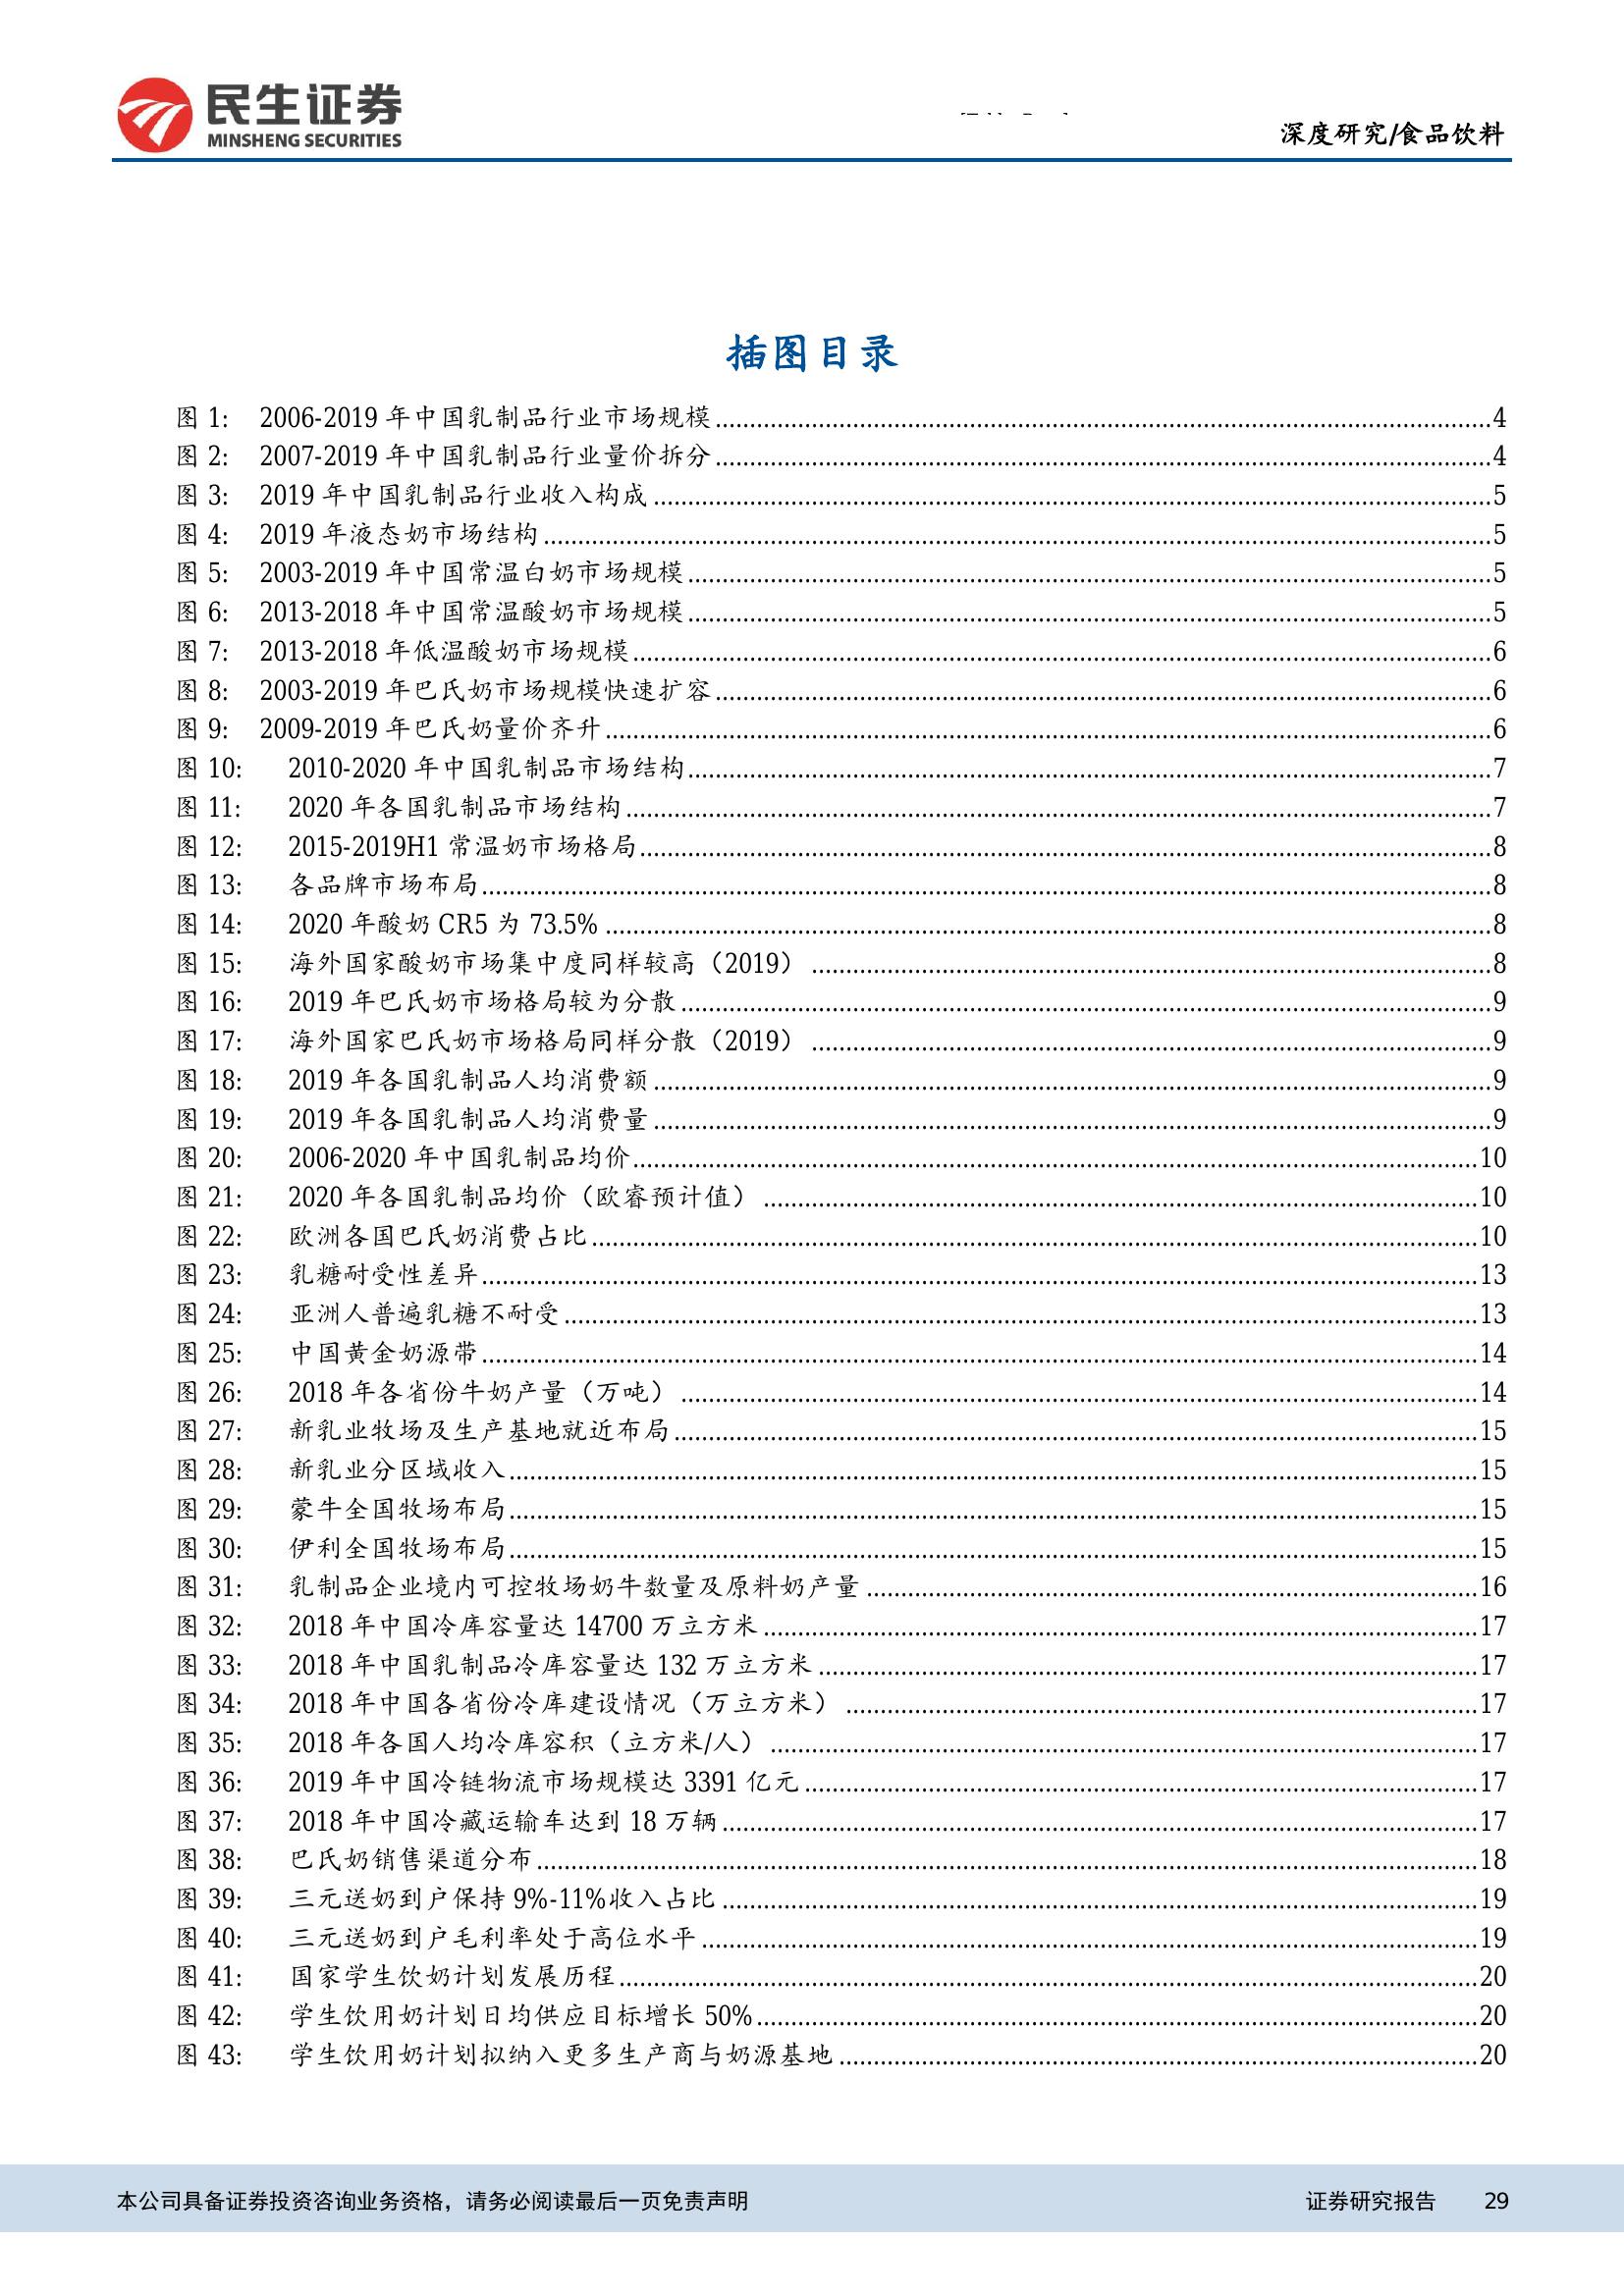 民生证券
MINSHENG SECURITIES
深度研究/食品饮料
插图目录
图 1: 2006-2019 年中国乳制品行业市场规模 4
图 2: 2007-2019 年中国乳制品行业量价拆分 4
图 3: 2019 年中国乳制品行业收入构成 5
图 4: 2019 年液态奶市场结构 5
图 5: 2003-2019 年中国常温白奶市场规模 5
图 6: 2013-2018 年中国常温酸奶市场规模 5
图 7: 2013-2018 年低温酸奶市场规模 6
图 8: 2003-2019 年巴氏奶市场规模快速扩容 6
图 9: 2009-2019 年巴氏奶量价齐升 6
图 10: 2010-2020 年中国乳制品市场结构 7
图 11: 2020 年各国乳制品市场结构 7
图 12: 2015-2019H1 常温奶市场格局 8
图 13: 各品牌市场布局 8
图 14: 2020 年酸奶 CR5 为 73.5% 8
图 15: 海外国家酸奶市场集中度同样较高（2019） 8
图 16: 2019 年巴氏奶市场格局较为分散 9
图 17: 海外国家巴氏奶市场格局同样分散（2019） 9
图 18: 2019 年各国乳制品人均消费额 9
图 19: 2019 年各国乳制品人均消费量 9
图 20: 2006-2020 年中国乳制品均价 10
图 21: 2020 年各国乳制品均价（欧睿预计值） 10
图 22: 欧洲各国巴氏奶消费占比 10
图 23: 乳糖耐受性差异 13
图 24: 亚洲人普遍乳糖不耐受 13
图 25: 中国黄金奶源带 14
图 26: 2018 年各省份牛奶产量（万吨） 14
图 27: 新乳业牧场及生产基地就近布局 15
图 28: 新乳业分区域收入 15
图 29: 蒙牛全国牧场布局 15
图 30: 伊利全国牧场布局 15
图 31: 乳制品企业境内可控牧场奶牛数量及原料奶产量 16
图 32: 2018 年中国冷库容量达 14700 万立方米 17
图 33: 2018 年中国乳制品冷库容量达 132 万立方米 17
图 34: 2018 年中国各省份冷库建设情况（万立方米） 17
图 35: 2018 年各国人均冷库容积（立方米/人） 17
图 36: 2019 年中国冷链物流市场规模达 3391 亿元 17
图 37: 2018 年中国冷藏运输车达到 18 万辆 17
图 38: 巴氏奶销售渠道分布 18
图 39: 三元送奶到户保持 9%-11%收入占比 19
图 40: 三元送奶到户毛利率处于高位水平 19
图 41: 国家学生饮奶计划发展历程 20
图 42: 学生饮用奶计划日均供应目标增长 50% 20
图 43: 学生饮用奶计划拟纳入更多生产商与奶源基地 20
本公司具备证券投资咨询业务资格，请务必阅读最后一页免责声明 证券研究报告 29